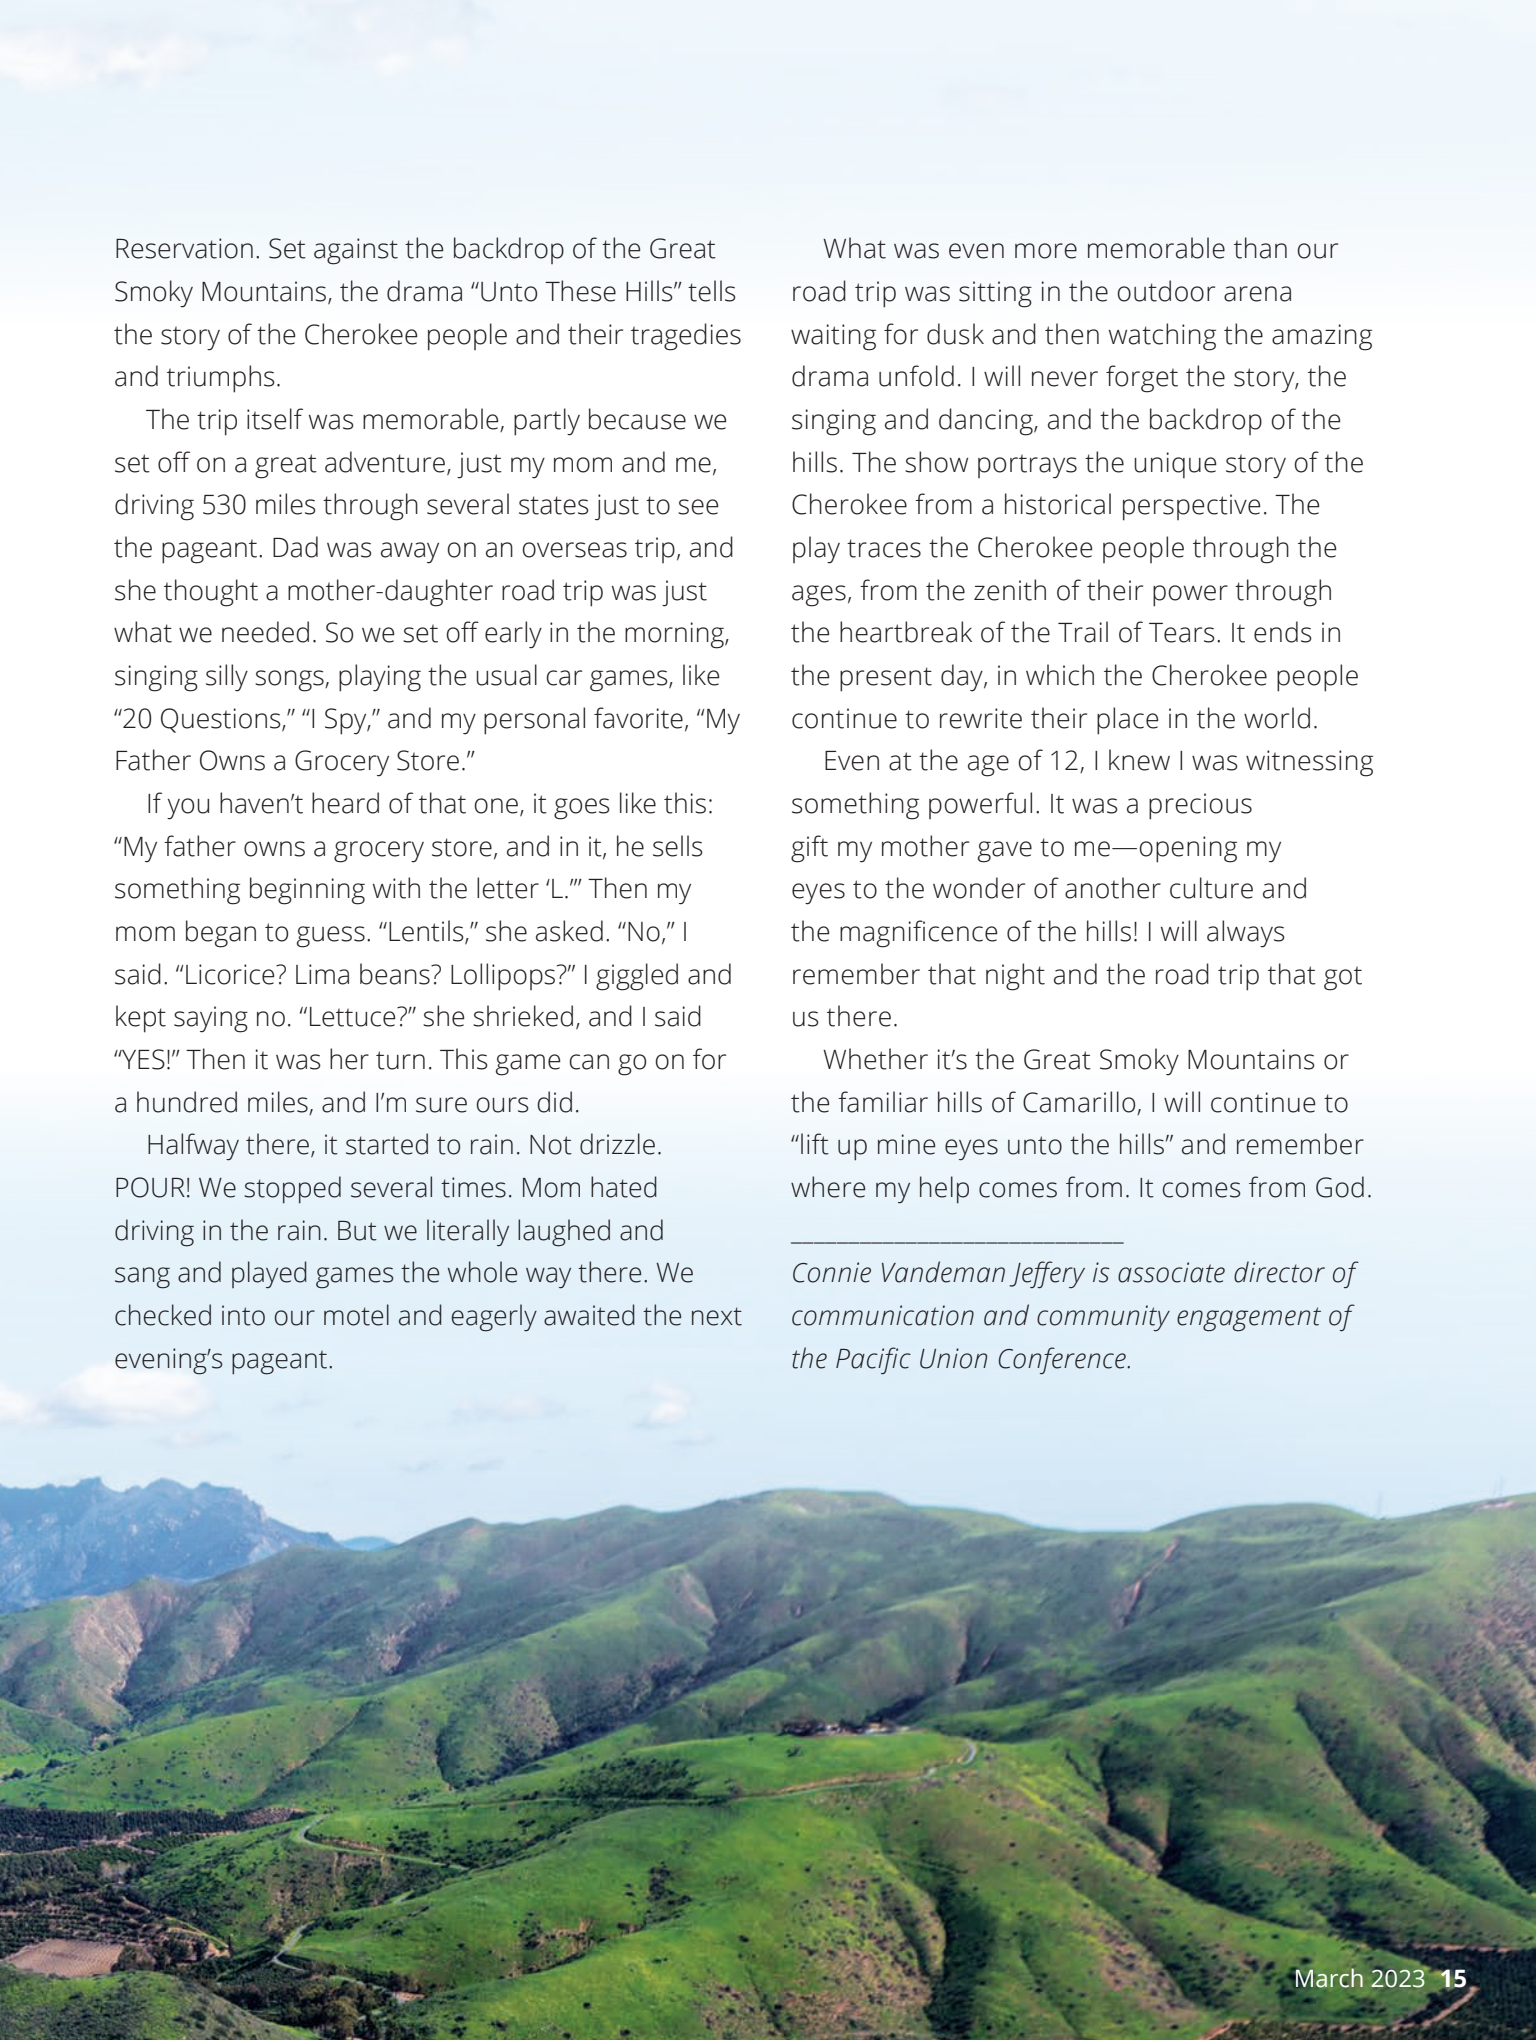 Reservation. Set against the backdrop of the Great
Smoky Mountains, the drama “Unto These Hills” tells
the story of the Cherokee people and their tragedies
and triumphs.
The trip itself was memorable, partly because we
set off on a great adventure, just my mom and me,
driving 530 miles through several states just to see
the pageant. Dad was away on an overseas trip, and
she thought a mother-daughter road trip was just
what we needed. So we set off early in the morning,
singing silly songs, playing the usual car games, like
“20 Questions,” “I Spy,” and my personal favorite, “My
Father Owns a Grocery Store.”
If you haven’t heard of that one, it goes like this:
“My father owns a grocery store, and in it, he sells
something beginning with the letter ‘L.’” Then my
mom began to guess. “Lentils,” she asked. “No,” I
said. “Licorice? Lima beans? Lollipops?” I giggled and
kept saying no. “Lettuce?” she shrieked, and I said
“YES!” Then it was her turn. This game can go on for
a hundred miles, and I’m sure ours did.
Halfway there, it started to rain. Not drizzle.
POUR! We stopped several times. Mom hated
driving in the rain. But we literally laughed and
sang and played games the whole way there. We
checked into our motel and eagerly awaited the next
evening’s pageant.
What was even more memorable than our
road trip was sitting in the outdoor arena
waiting for dusk and then watching the amazing
drama unfold. I will never forget the story, the
singing and dancing, and the backdrop of the
hills. The show portrays the unique story of the
Cherokee from a historical perspective. The
play traces the Cherokee people through the
ages, from the zenith of their power through
the heartbreak of the Trail of Tears. It ends in
the present day, in which the Cherokee people
continue to rewrite their place in the world.
Even at the age of 12, I knew I was witnessing
something powerful. It was a precious
gift my mother gave to me—opening my
eyes to the wonder of another culture and
the magnificence of the hills! I will always
remember that night and the road trip that got
us there.
Whether it’s the Great Smoky Mountains or
the familiar hills of Camarillo, I will continue to
“lift up mine eyes unto the hills” and remember
where my help comes from. It comes from God.
Connie Vandeman Jeffery is associate director of
communication and community engagement of
the Pacific Union Conference.
March 2023 15